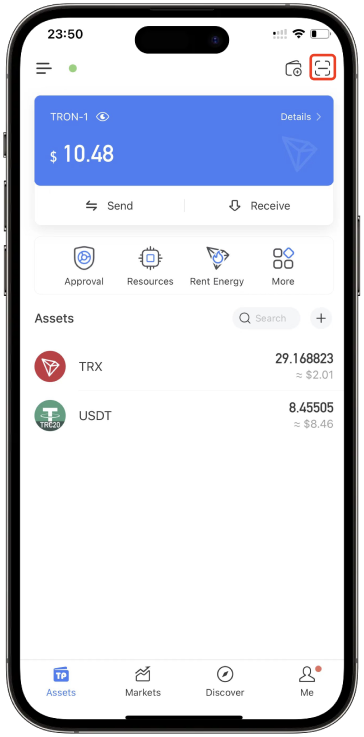 23:50
TRON-1
Details >
$ 10.48
Send
Receive
Approval
Resources
Rent Energy
More
Assets
Search
+
TRX
29.168823
≈ $2.01
TRC20
USDT
8.45505
≈ $8.46
TP
Assets
Markets
Discover
Me